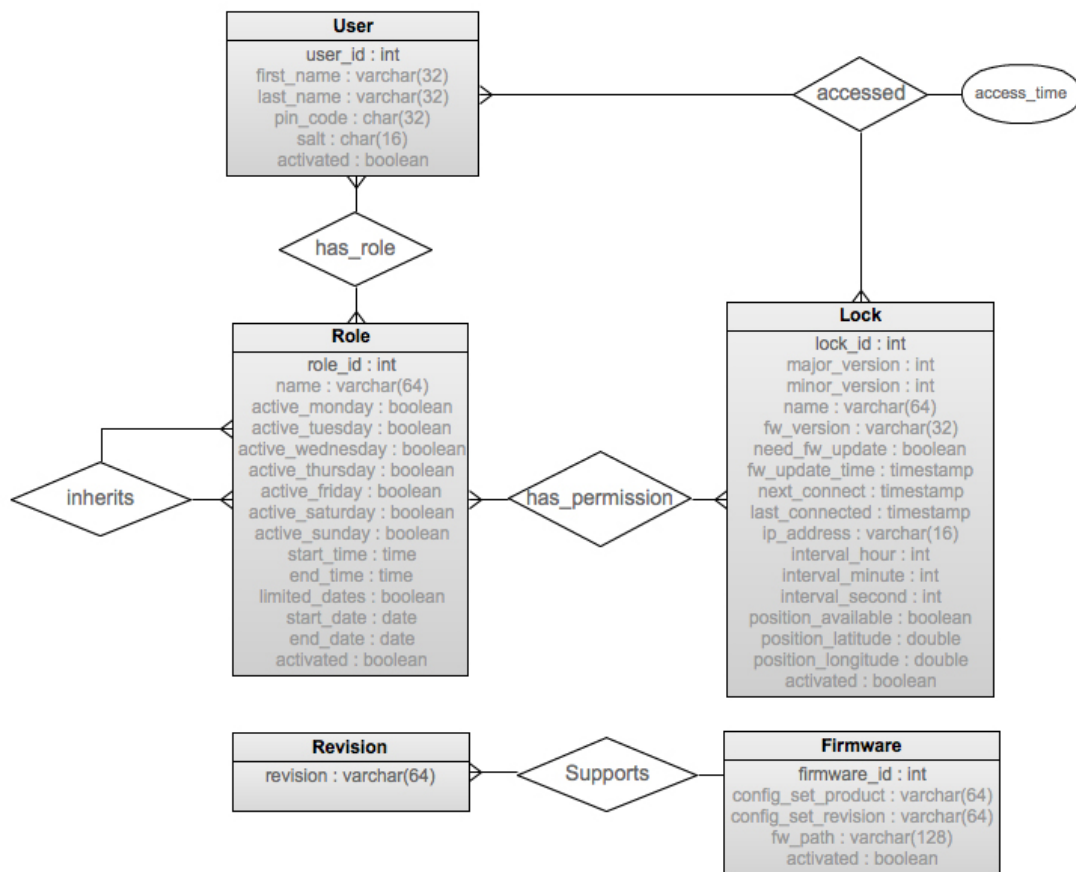 User
user_id : int
first_name : varchar(32)
last_name : varchar(32)
pin_code : char(32)
salt : char(16)
activated : boolean
accessed
access_time
has_role
Role
role_id : int
name : varchar(64)
active_monday : boolean
active_tuesday : boolean
active_wednesday : boolean
active_thursday : boolean
active_friday : boolean
active_saturday : boolean
active_sunday : boolean
start_time : time
end_time : time
limited_dates : boolean
start_date : date
end_date : date
activated : boolean
inherits
has_permission
Lock
lock_id : int
major_version : int
minor_version : int
name : varchar(64)
fw_version : varchar(32)
need_fw_update : boolean
fw_update_time : timestamp
next_connect : timestamp
last_connected : timestamp
ip_address : varchar(16)
interval_hour : int
interval_minute : int
interval_second : int
position_available : boolean
position_latitude : double
position_longitude : double
activated : boolean
Revision
revision : varchar(64)
Supports
Firmware
firmware_id : int
config_set_product : varchar(64)
config_set_revision : varchar(64)
fw_path : varchar(128)
activated : boolean